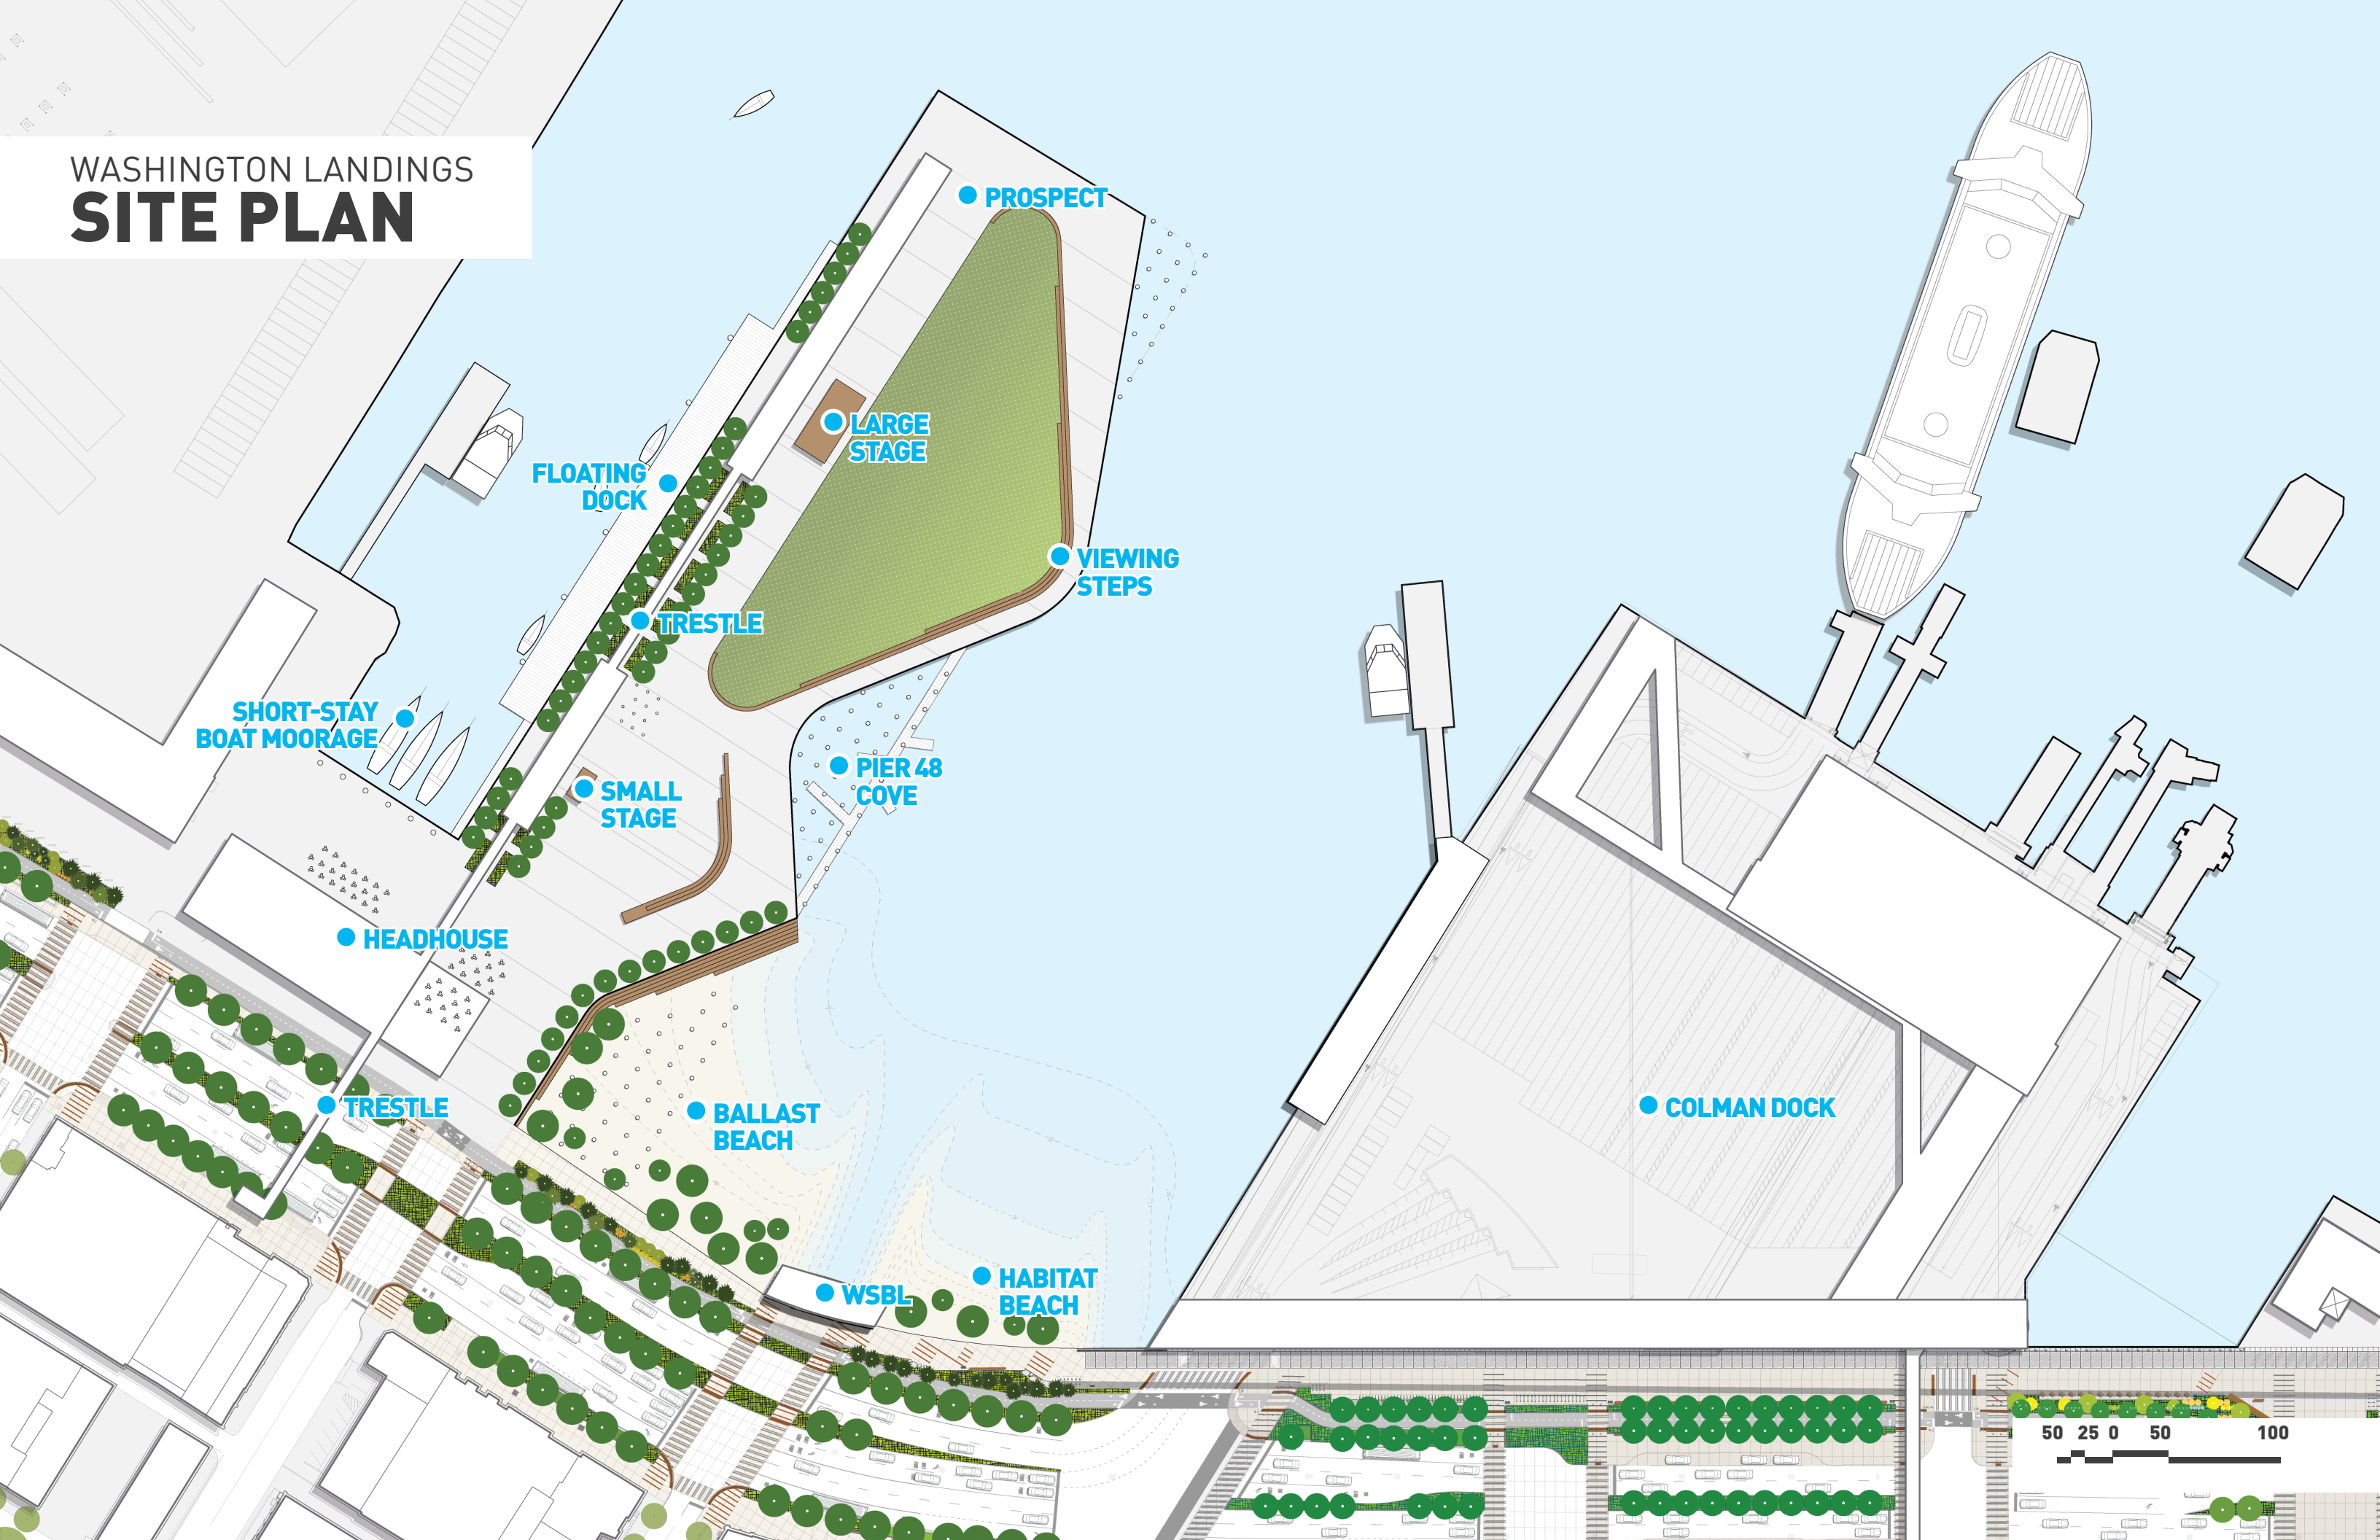 WASHINGTON LANDINGS
SITE PLAN
PROSPECT
LARGE
STAGE
FLOATING
DOCK
VIEWING
STEPS
TRESTLE
SHORT-STAY
BOAT MOORAGE
SMALL
STAGE
PIER 48
COVE
HEADHOUSE
TRESTLE
BALLAST
BEACH
COLMAN DOCK
WSBL
HABITAT
BEACH
50 25 0 50 100